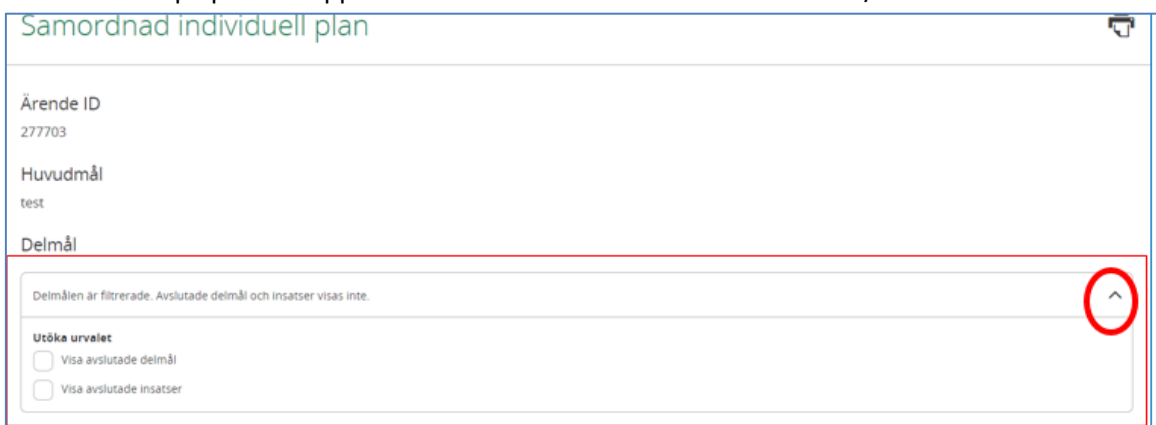 Samordnad individuell plan
Ärende ID
277703
Huvudmål
test
Delmål
Delmålen är filtrerade. Avslutade delmål och insatser visas inte.
Utöka urvalet
Visa avslutade delmål
Visa avslutade insatser